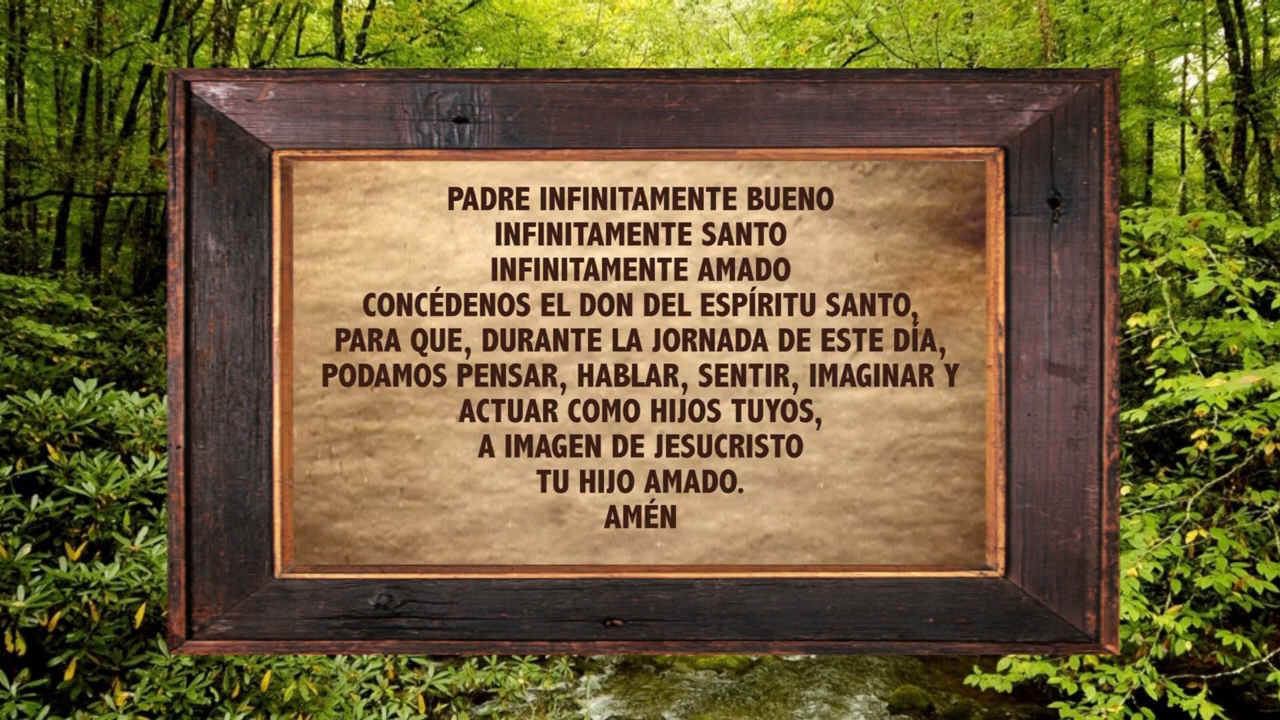 PADRE INFINITAMENTE BUENO
INFINITAMENTE SANTO
INFINITAMENTE AMADO
CONCÉDENOS EL DON DEL ESPÍRITU SANTO,
PARA QUE, DURANTE LA JORNADA DE ESTE DÍA,
PODAMOS PENSAR, HABLAR, SENTIR, IMAGINAR Y
ACTUAR COMO HIJOS TUYOS,
A IMAGEN DE JESUCRISTO
TU HIJO AMADO.
AMÉN